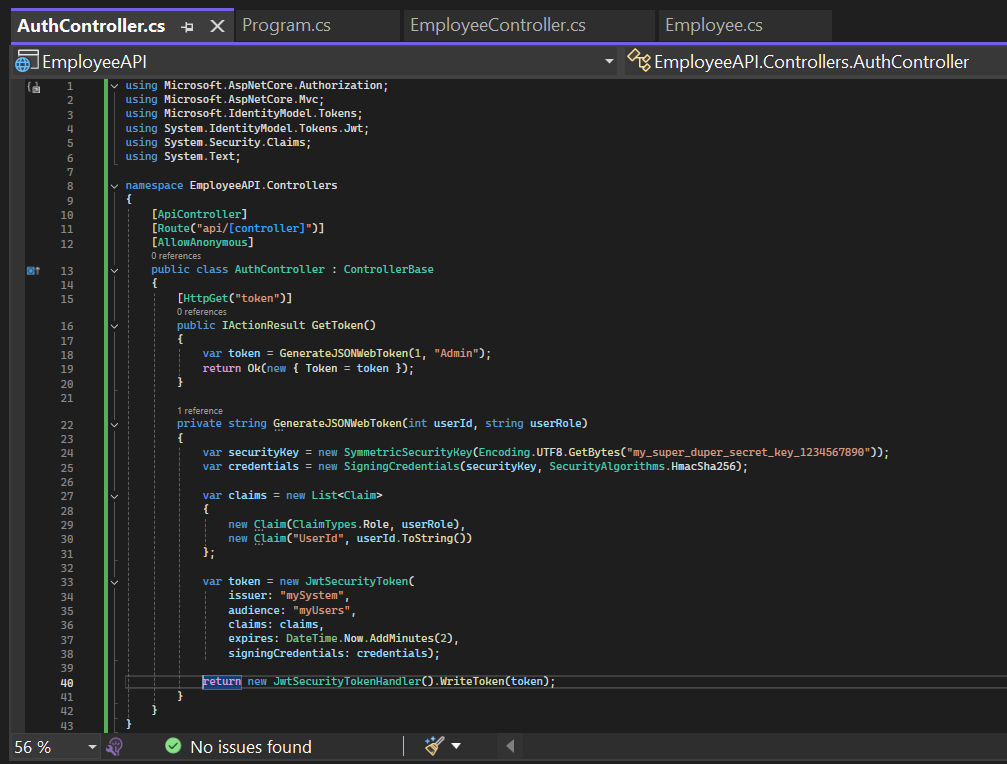 AuthController.cs Program.cs EmployeeController.cs Employee.cs
EmployeeAPI EmployeeAPI.Controllers.AuthController
1 using Microsoft.AspNetCore.Authorization;
2 using Microsoft.AspNetCore.Mvc;
3 using Microsoft.IdentityModel.Tokens;
4 using System.IdentityModel.Tokens.Jwt;
5 using System.Security.Claims;
6 using System.Text;
7
8 namespace EmployeeAPI.Controllers
9 {
10 [ApiController]
11 [Route("api/[controller]")]
12 [AllowAnonymous]
0 references
13 public class AuthController : ControllerBase
14 {
15 [HttpGet("token")]
0 references
16 public IActionResult GetToken()
17 {
18 var token = GenerateJSONWebToken(1, "Admin");
19 return Ok(new { Token = token });
20 }
21
1 reference
22 private string GenerateJSONWebToken(int userId, string userRole)
23 {
24 var securityKey = new SymmetricSecurityKey(Encoding.UTF8.GetBytes("my_super_duper_secret_key_1234567890"));
25 var credentials = new SigningCredentials(securityKey, SecurityAlgorithms.HmacSha256);
26
27 var claims = new List<Claim>
28 {
29 new Claim(ClaimTypes.Role, userRole),
30 new Claim("UserId", userId.ToString())
31 };
32
33 var token = new JwtSecurityToken(
34 issuer: "mySystem",
35 audience: "myUsers",
36 claims: claims,
37 expires: DateTime.Now.AddMinutes(2),
38 signingCredentials: credentials);
39
40 return new JwtSecurityTokenHandler().WriteToken(token);
41 }
42 }
43 }
56 % No issues found